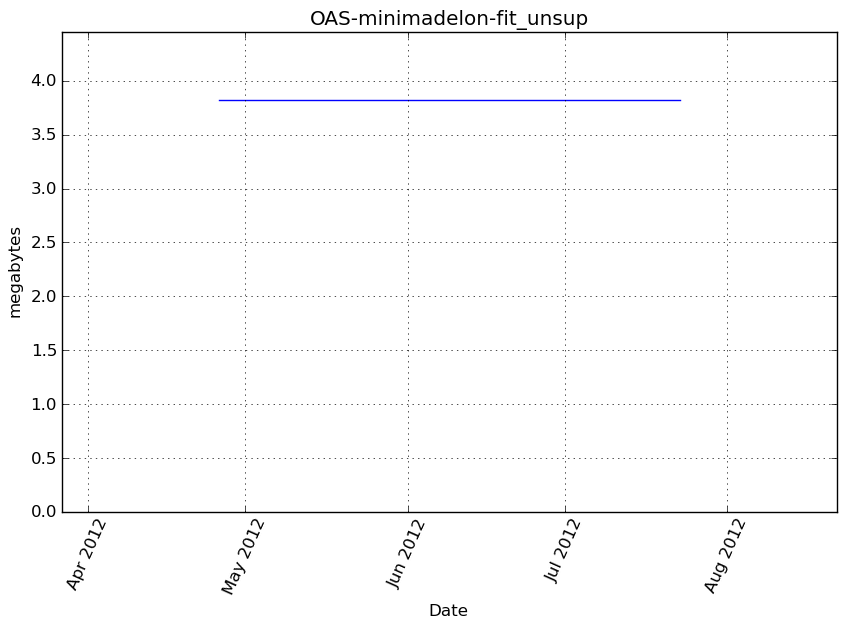 OAS-minimadelon-fit_unsup
megabytes
4.0
3.5
3.0
2.5
2.0
1.5
1.0
0.5
0.0
Apr 2012
May 2012
Jun 2012
Jul 2012
Aug 2012
Date